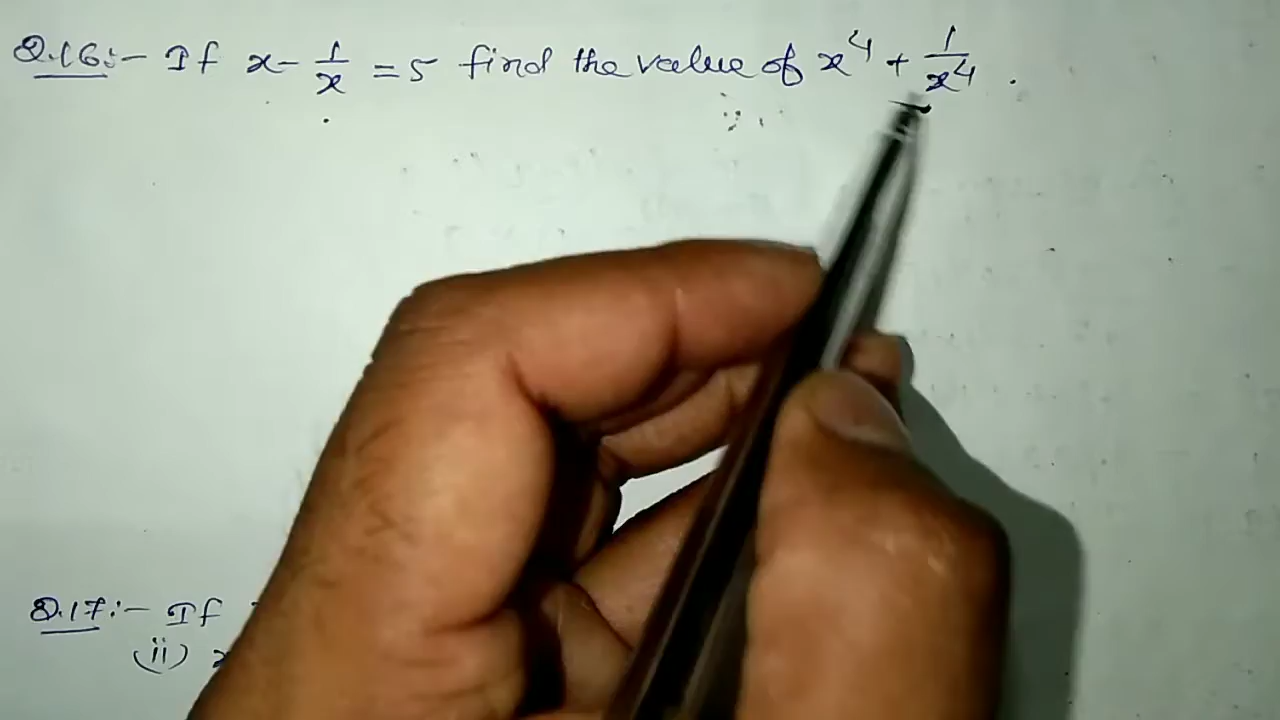 Q.16:- If x - 1/x = 5 find the value of x⁴ + 1/x⁴ .
Q.17:- If
(ii) x